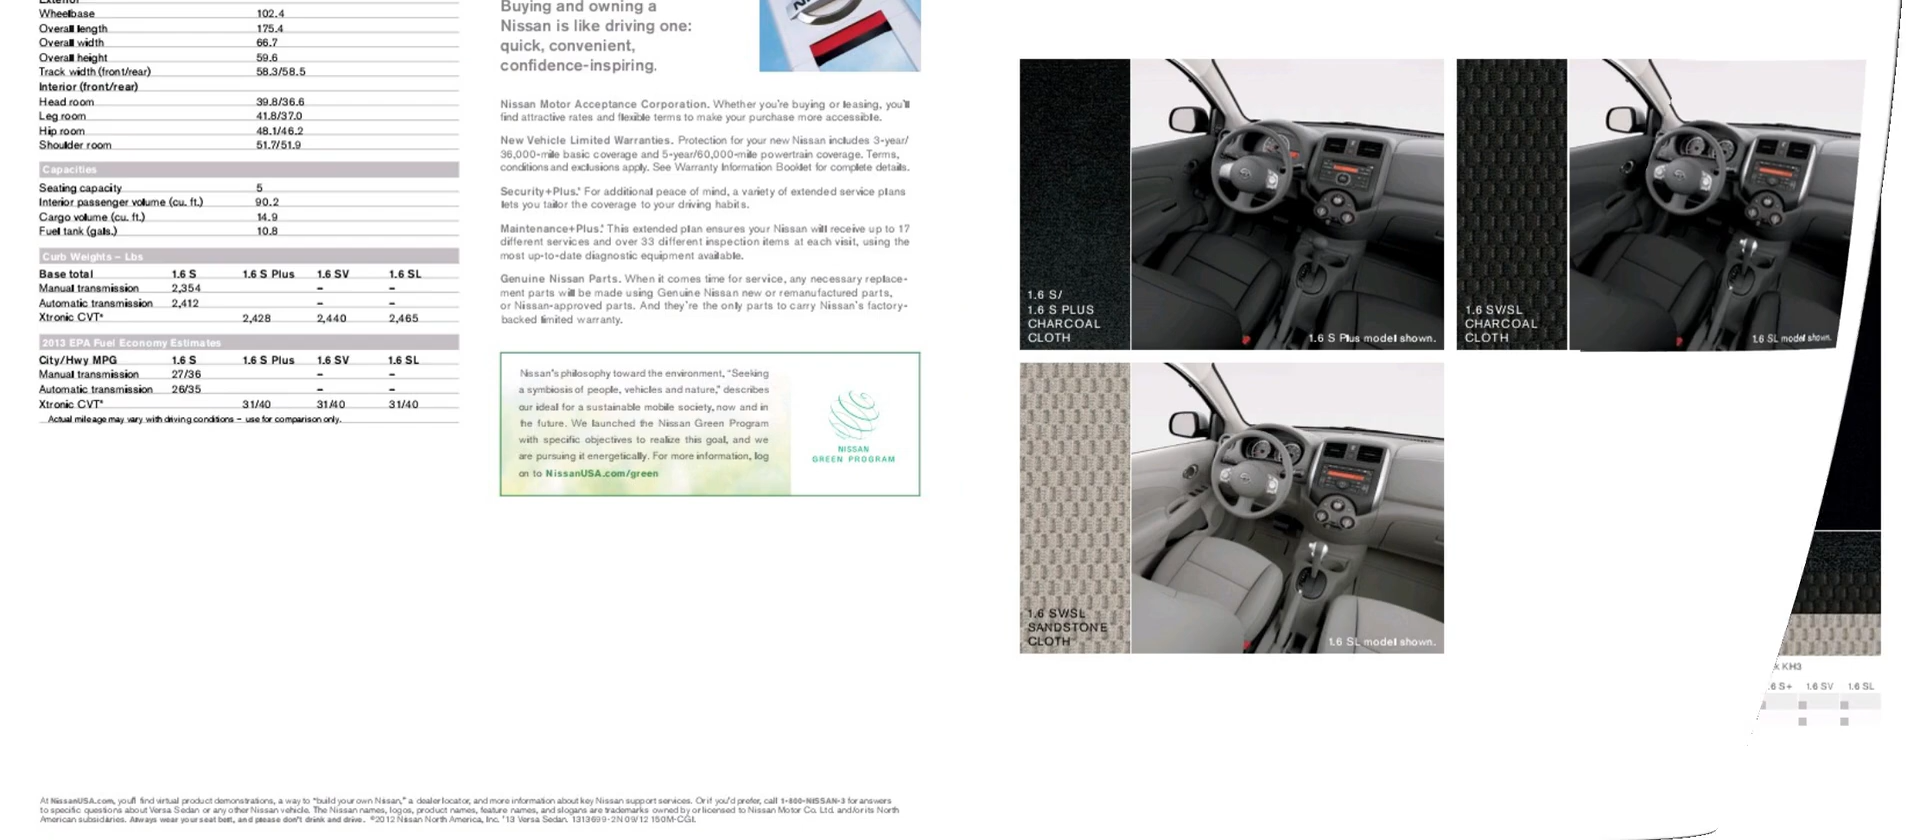 Wheelbase 102.4
Overall length 175.4
Overall width 66.7
Overall height 59.6
Track width (front/rear) 58.3/58.5
Interior (front/rear)
Head room 39.8/36.6
Leg room 41.8/37.0
Hip room 48.1/46.2
Shoulder room 51.7/51.9
Capacities
Seating capacity 5
Interior passenger volume (cu. ft.) 90.2
Cargo volume (cu. ft.) 14.9
Fuel tank (gals.) 10.8
Curb Weights – Lbs
Base total 1.6 S 1.6 S Plus 1.6 SV 1.6 SL
Manual transmission 2,354 – –
Automatic transmission 2,412 – –
Xtronic CVT® 2,428 2,440 2,465
2013 EPA Fuel Economy Estimates
City/Hwy MPG 1.6 S 1.6 S Plus 1.6 SV 1.6 SL
Manual transmission 27/36 – –
Automatic transmission 26/35 – –
Xtronic CVT® 31/40 31/40 31/40
Actual mileage may vary with driving conditions – use for comparison only.
Buying and owning a
Nissan is like driving one:
quick, convenient,
confidence-inspiring.
Nissan Motor Acceptance Corporation. Whether you're buying or leasing, you'll
find attractive rates and flexible terms to make your purchase more accessible.
New Vehicle Limited Warranties. Protection for your new Nissan includes 3-year/
36,000-mile basic coverage and 5-year/60,000-mile powertrain coverage. Terms,
conditions and exclusions apply. See Warranty Information Booklet for complete details.
Security+Plus.® For additional peace of mind, a variety of extended service plans
lets you tailor the coverage to your driving habits.
Maintenance+Plus.® This extended plan ensures your Nissan will receive up to 17
different services and over 33 different inspection items at each visit, using the
most up-to-date diagnostic equipment available.
Genuine Nissan Parts. When it comes time for service, any necessary replace-
ment parts will be made using Genuine Nissan new or remanufactured parts,
or Nissan-approved parts. And they're the only parts to carry Nissan's factory-
backed limited warranty.
Nissan's philosophy toward the environment, "Seeking
a symbiosis of people, vehicles and nature," describes
our ideal for a sustainable mobile society, now and in
the future. We launched the Nissan Green Program
with specific objectives to realize this goal, and we
are pursuing it energetically. For more information, log
on to NissanUSA.com/green
NISSAN
GREEN PROGRAM
At NissanUSA.com, you'll find virtual product demonstrations, a way to "build your own Nissan," a dealer locator, and more information about key Nissan support services. Or if you'd prefer, call 1-800-NISSAN-3 for answers
to specific questions about Versa Sedan or any other Nissan vehicle. The Nissan names, logos, product names, feature names, and slogans are trademarks owned by or licensed to Nissan Motor Co. Ltd. and/or its North
American subsidiaries. Always wear your seat belt, and please don't drink and drive. ©2012 Nissan North America, Inc. '13 Versa Sedan. 1313699-2N 09/12 150M-CGI.
1.6 S/
1.6 S PLUS
CHARCOAL
CLOTH
1.6 S Plus model shown.
1.6 SV/SL
CHARCOAL
CLOTH
1.6 SL model shown.
1.6 SV/SL
SANDSTONE
CLOTH
1.6 SL model shown.
KH3
1.6 SV 1.6 SL